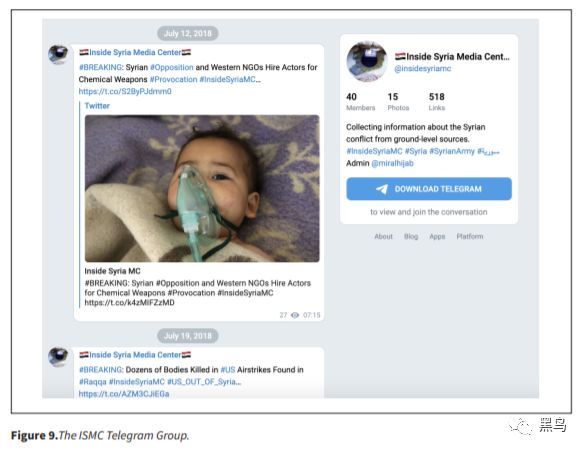 July 12, 2018
Inside Syria Media Center
#BREAKING: Syrian #Opposition and Western NGOs Hire Actors for
Chemical Weapons #Provocation #InsideSyriaMC…
https://t.co/S2ByPJdmm0
Twitter
Inside Syria MC
#BREAKING: Syrian #Opposition and Western NGOs Hire Actors
for Chemical Weapons #Provocation #InsideSyriaMC
https://t.co/k4zMIFZzMD
27 07:15
July 19, 2018
Inside Syria Media Center
#BREAKING: Dozens of Bodies Killed in #US Airstrikes Found in
#Raqqa #InsideSyriaMC #US_OUT_OF_Syria…
https://t.co/AZM3CJiEGa
Inside Syria Media Cent...
@insidesyriamc
40 15 518
Members Photos Links
Collecting information about the Syrian
conflict from ground-level sources.
#InsideSyriaMC #Syria #SyrianArmy #سورية
Admin @miralhijab
DOWNLOAD TELEGRAM
to view and join the conversation
About Blog Apps Platform
Figure 9.The ISMC Telegram Group.
黑鸟